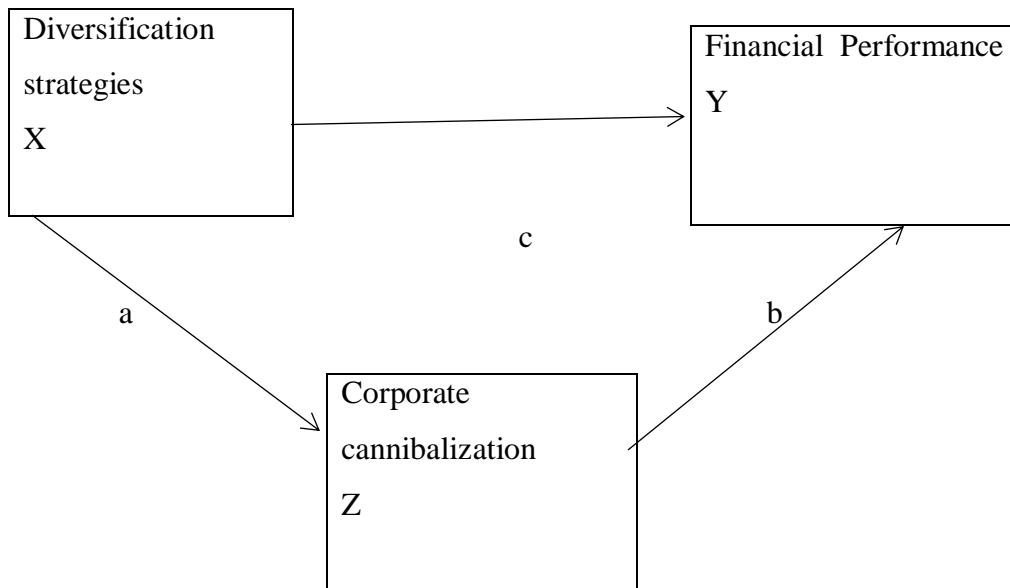 Diversification
strategies
X
Financial Performance
Y
c
a
b
Corporate
cannibalization
Z